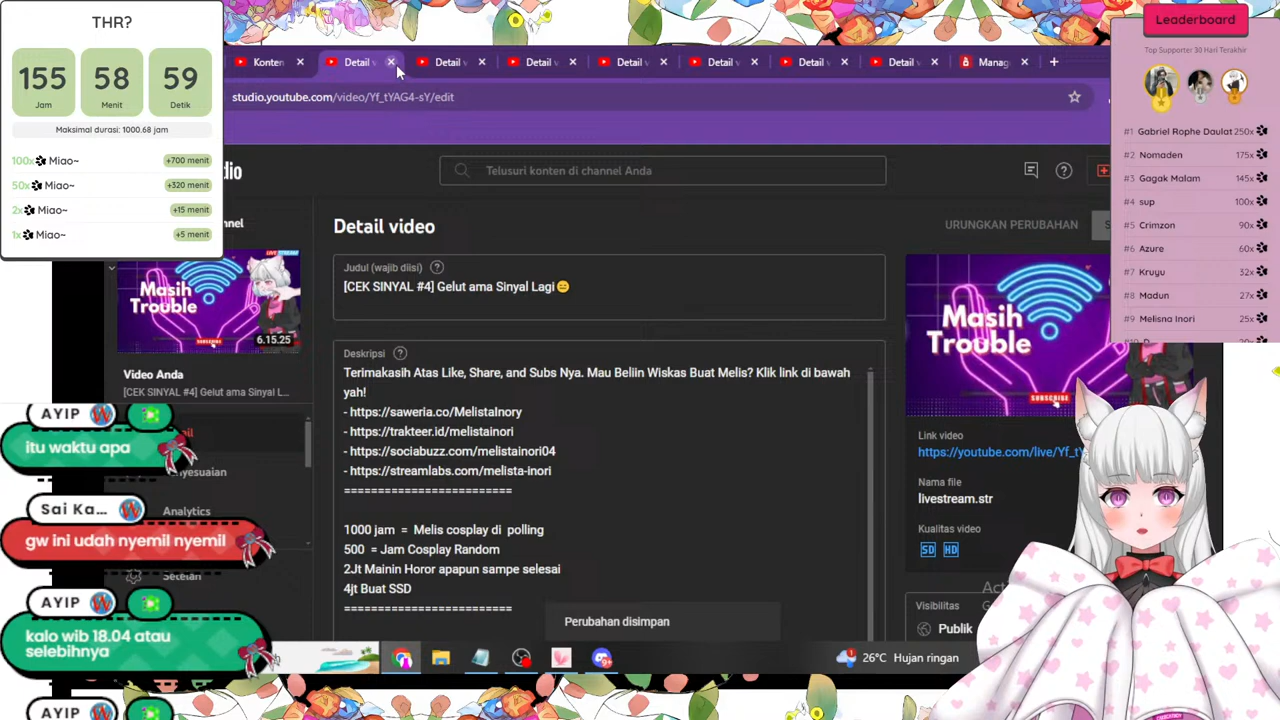 THR?
155
58
59
Jam
Menit
Detik
Maksimal durasi: 1000.68 jam
100x Miao~ +700 menit
50x Miao~ +320 menit
2x Miao~ +15 menit
1x Miao~ +5 menit
Konten
Detail
Detail
Detail
Detail
Detail
Detail
Detail
Manag
studio.youtube.com/video/Yf_tYAG4-sY/edit
Telusuri konten di channel Anda
Detail video
URUNGKAN PERUBAHAN
Judul (wajib diisi)
[CEK SINYAL #4] Gelut ama Sinyal Lagi😑
Deskripsi
Terimakasih Atas Like, Share, and Subs Nya. Mau Beliin Wiskas Buat Melis? Klik link di bawah
yah!
- https://saweria.co/MelistaInory
- https://trakteer.id/melistainori
- https://sociabuzz.com/melistainori04
- https://streamlabs.com/melista-inori
========================
1000 jam = Melis cosplay di polling
500 = Jam Cosplay Random
2Jt Mainin Horor apapun sampe selesai
4jt Buat SSD
========================
Perubahan disimpan
LIVE STREAM
Masih
Trouble
SUBSCRIBE
6.15.25
Video Anda
[CEK SINYAL #4] Gelut ama Sinyal L...
Analytics
Masih
Trouble
SUBSCRIBE
Link video
https://youtube.com/live/Yf_tY
Nama file
livestream.str
Kualitas video
SD HD
Visibilitas
Publik
AYIP
itu waktu apa
Sai Ka...
gw ini udah nyemil nyemil
AYIP
kalo wib 18.04 atau
selebihnya
AYIP
26°C Hujan ringan
Leaderboard
Top Supporter 30 Hari Terakhir
#1 Gabriel Rophe Daulat 250x
#2 Nomaden 175x
#3 Gagak Malam 145x
#4 sup 100x
#5 Crimzon 90x
#6 Azure 60x
#7 Kruyu 32x
#8 Madun 27x
#9 Melisna Inori 25x